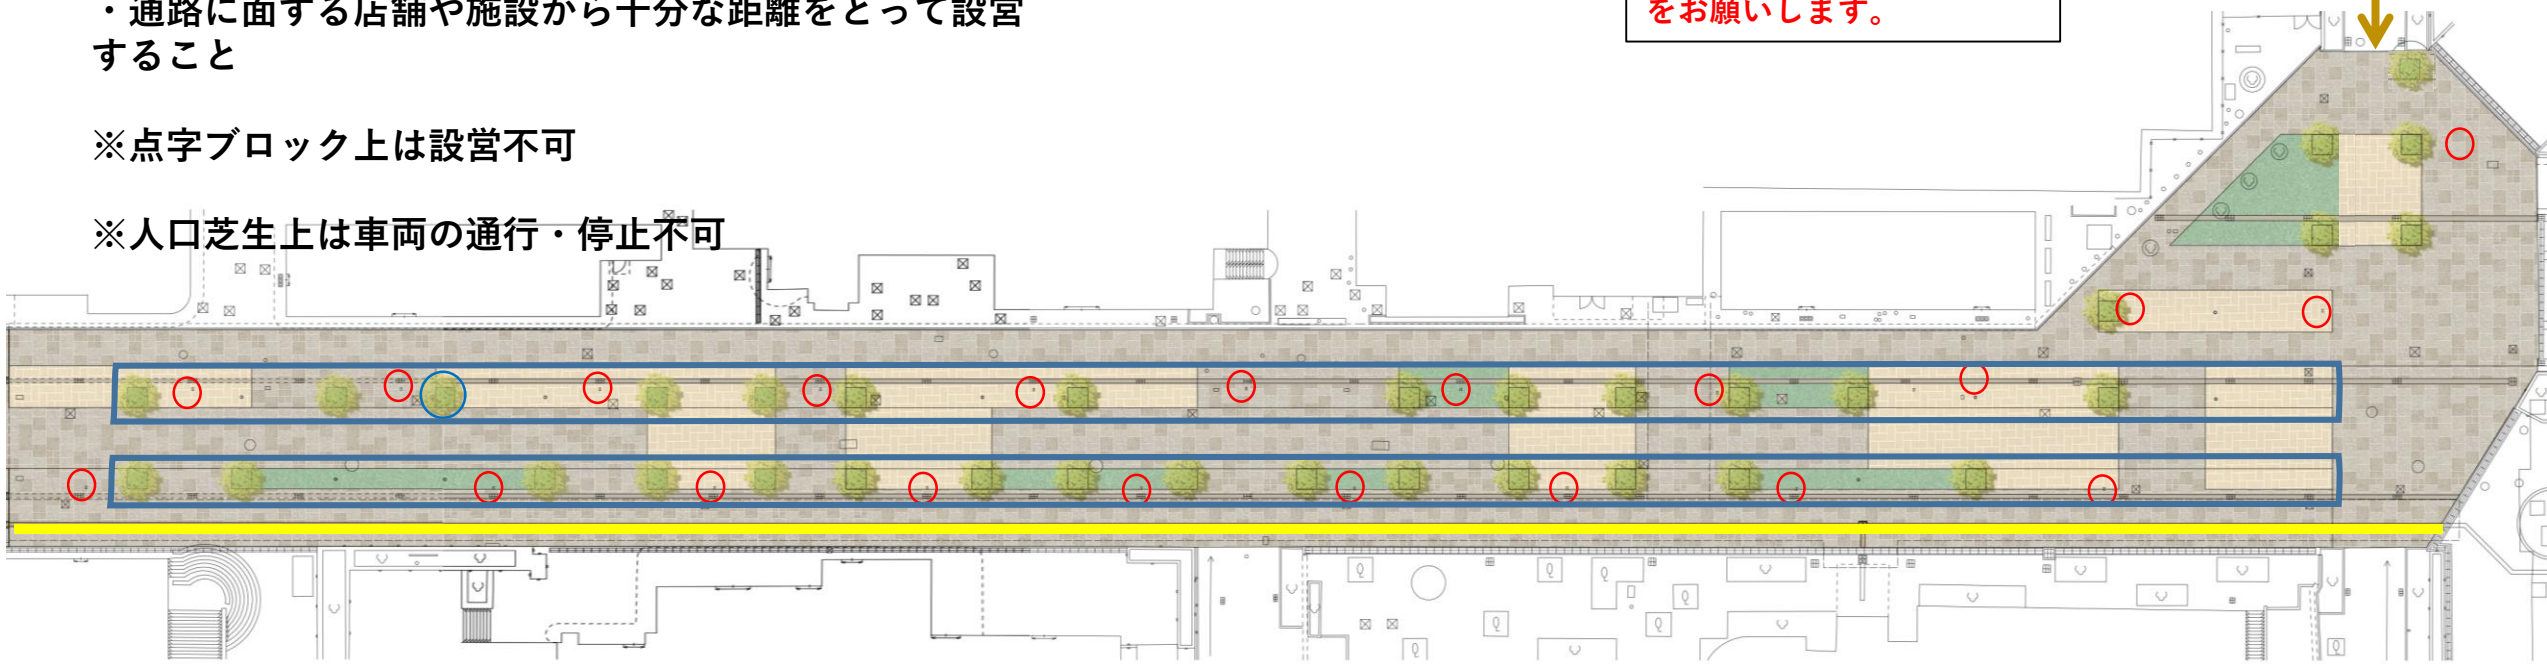 ・通路に面する店舗や施設から十分な距離をとって設営
すること
をお願いします。
※点字ブロック上は設営不可
※人口芝生上は車両の通行・停止不可